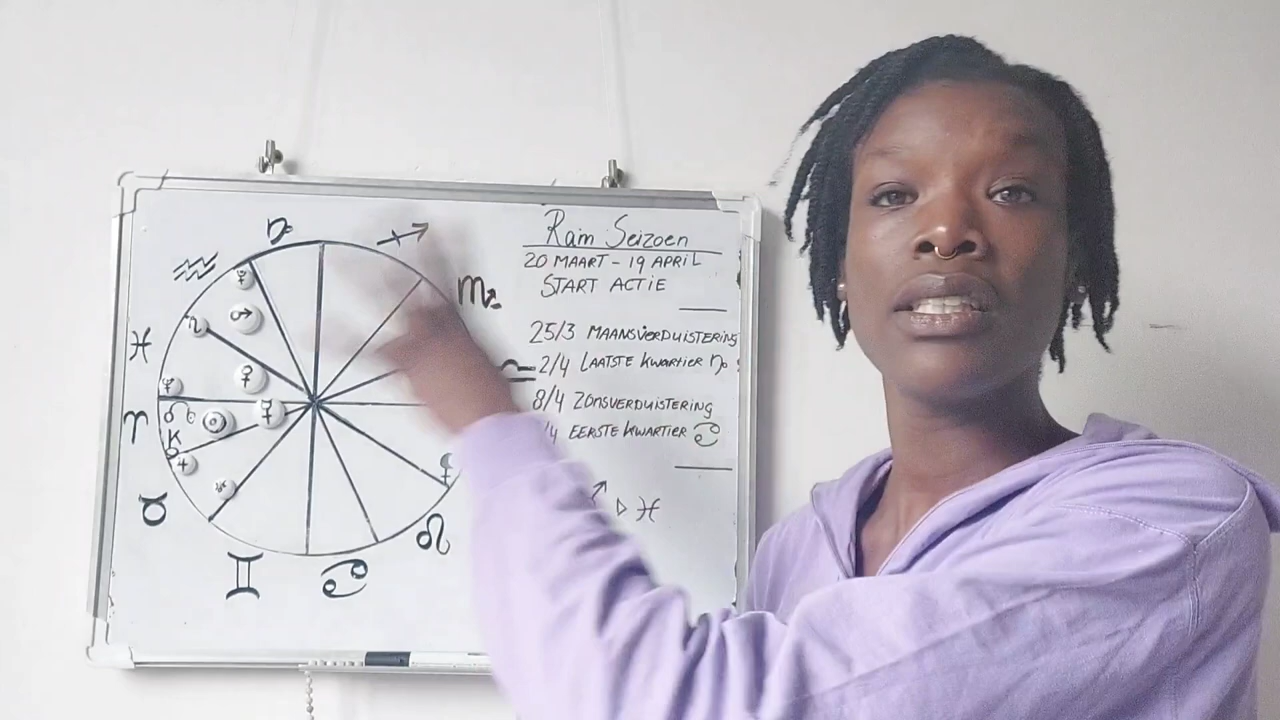 Ram Seizoen
20 MAART - 19 APRIL
START ACTIE
25/3 MAANSVERDUISTERING
2/4 LAATSTE KWARTIER ♑
8/4 ZONSVERDUISTERING
/4 EERSTE KWARTIER ♋
▷ ♓